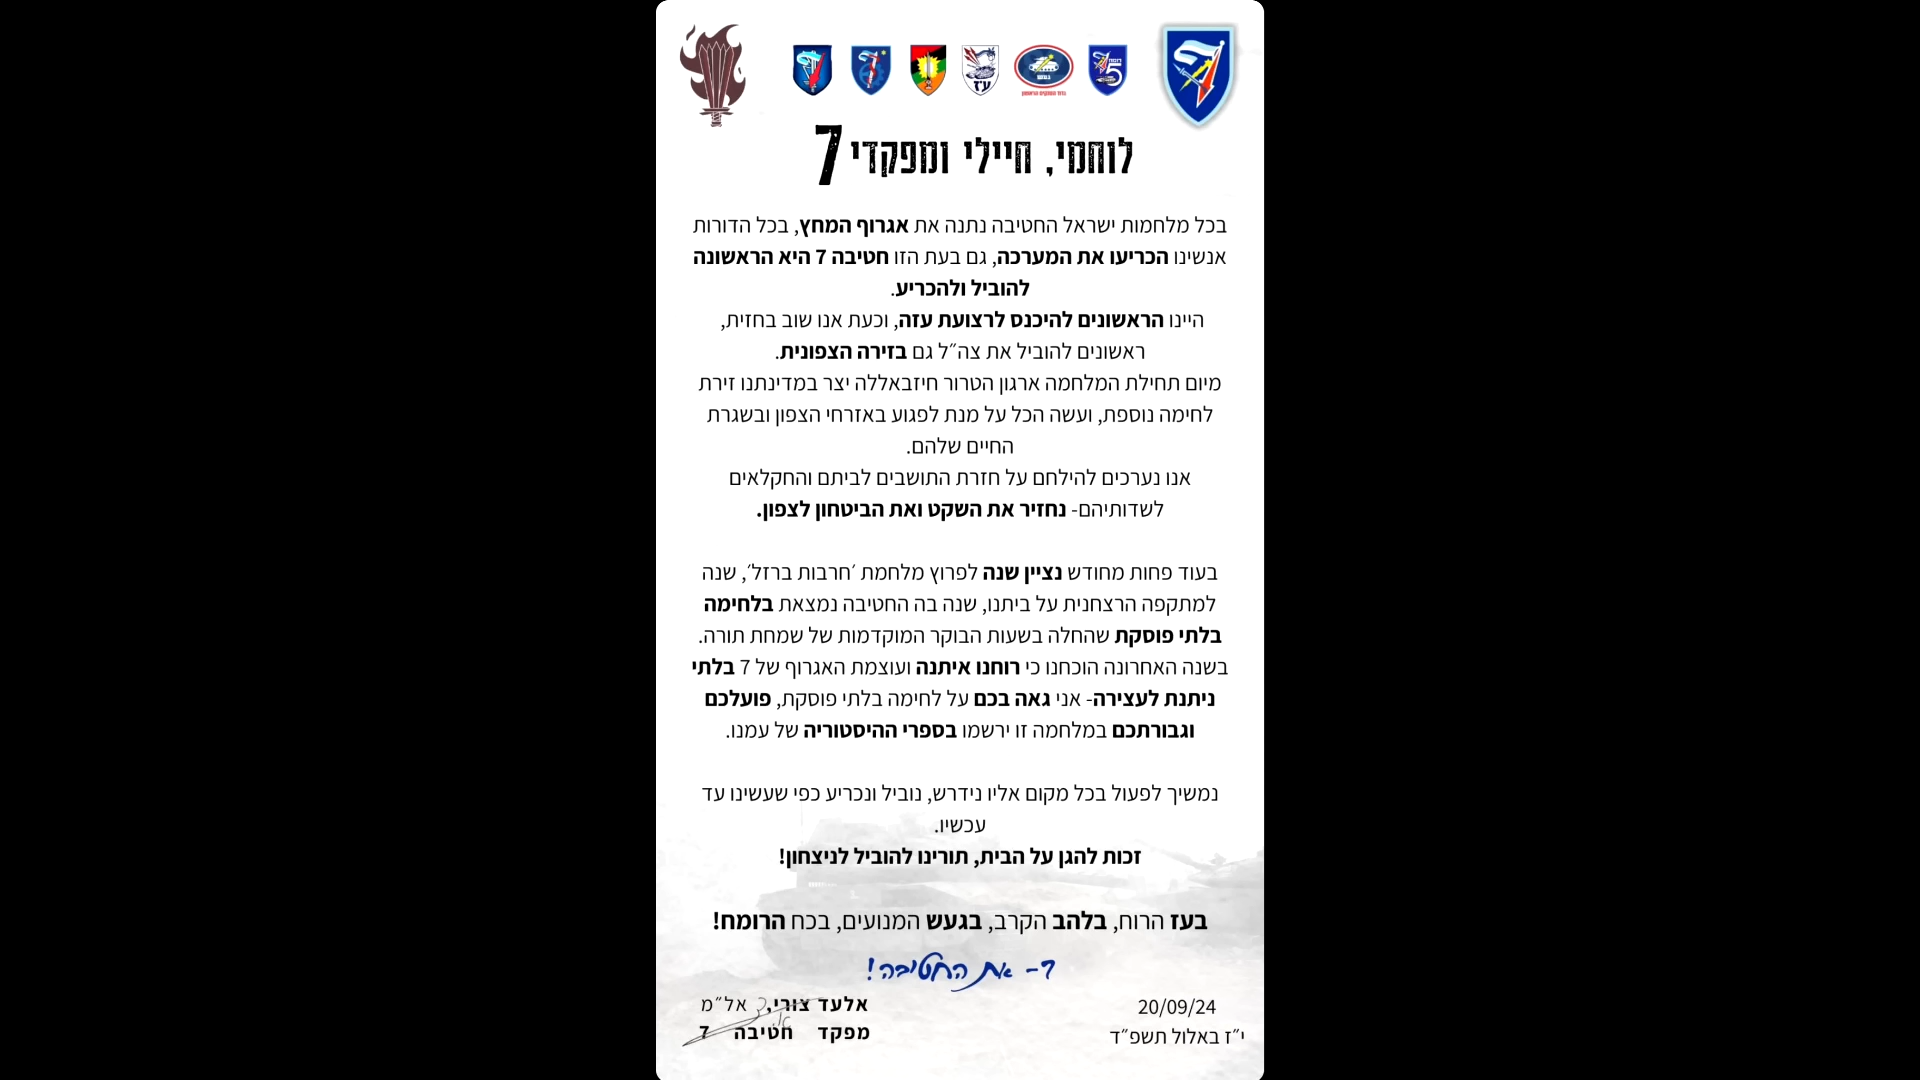 לוחמי, חיילי ומפקדי 7
בכל מלחמות ישראל החטיבה נתנה את אגרוף המחץ, בכל הדורות
אנשינו הכריעו את המערכה, גם בעת הזו חטיבה 7 היא הראשונה
להוביל ולהכריע.
היינו הראשונים להיכנס לרצועת עזה, וכעת אנו שוב בחזית,
ראשונים להוביל את צה״ל גם בזירה הצפונית.
מיום תחילת המלחמה ארגון הטרור חיזבאללה יצר במדינתנו זירת
לחימה נוספת, ועשה הכל על מנת לפגוע באזרחי הצפון ובשגרת
החיים שלהם.
אנו נערכים להילחם על חזרת התושבים לביתם והחקלאים
לשדותיהם- נחזיר את השקט ואת הביטחון לצפון.
בעוד פחות מחודש נציין שנה לפרוץ מלחמת ׳חרבות ברזל׳, שנה
למתקפה הרצחנית על ביתנו, שנה בה החטיבה נמצאת בלחימה
בלתי פוסקת שהחלה בשעות הבוקר המוקדמות של שמחת תורה.
בשנה האחרונה הוכחנו כי רוחנו איתנה ועוצמת האגרוף של 7 בלתי
ניתנת לעצירה- אני גאה בכם על לחימה בלתי פוסקת, פועלכם
וגבורתכם במלחמה זו ירשמו בספרי ההיסטוריה של עמנו.
נמשיך לפעול בכל מקום אליו נידרש, נוביל ונכריע כפי שעשינו עד
עכשיו.
זכות להגן על הבית, תורינו להוביל לניצחון!
בעז הרוח, בלהב הקרב, בגעש המנועים, בכח הרומח!
7- את החטיבה!
אלעד צורי, אל״מ
מפקד חטיבה 7
20/09/24
י״ז באלול תשפ״ד